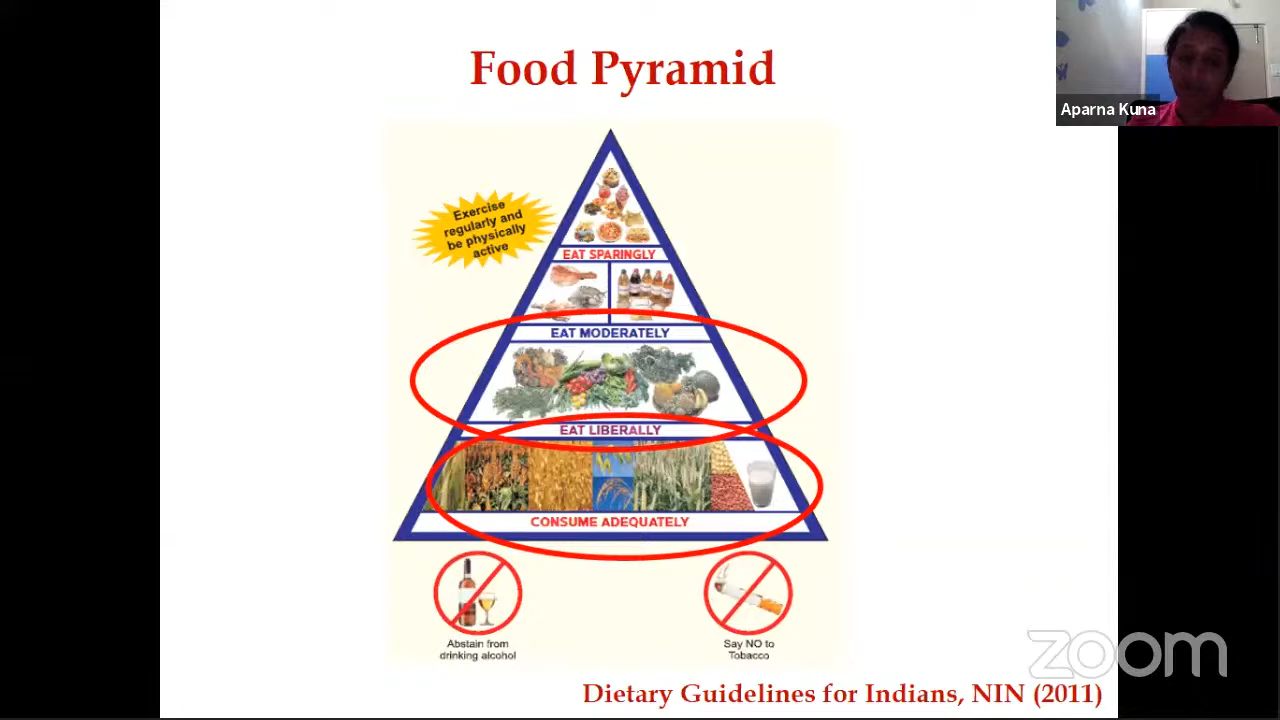 Food Pyramid
Aparna Kuna
Exercise
regularly and
be physically
active
EAT SPARINGLY
EAT MODERATELY
EAT LIBERALLY
CONSUME ADEQUATELY
Abstain from
drinking alcohol
Say NO to
Tobacco
zoom
Dietary Guidelines for Indians, NIN (2011)